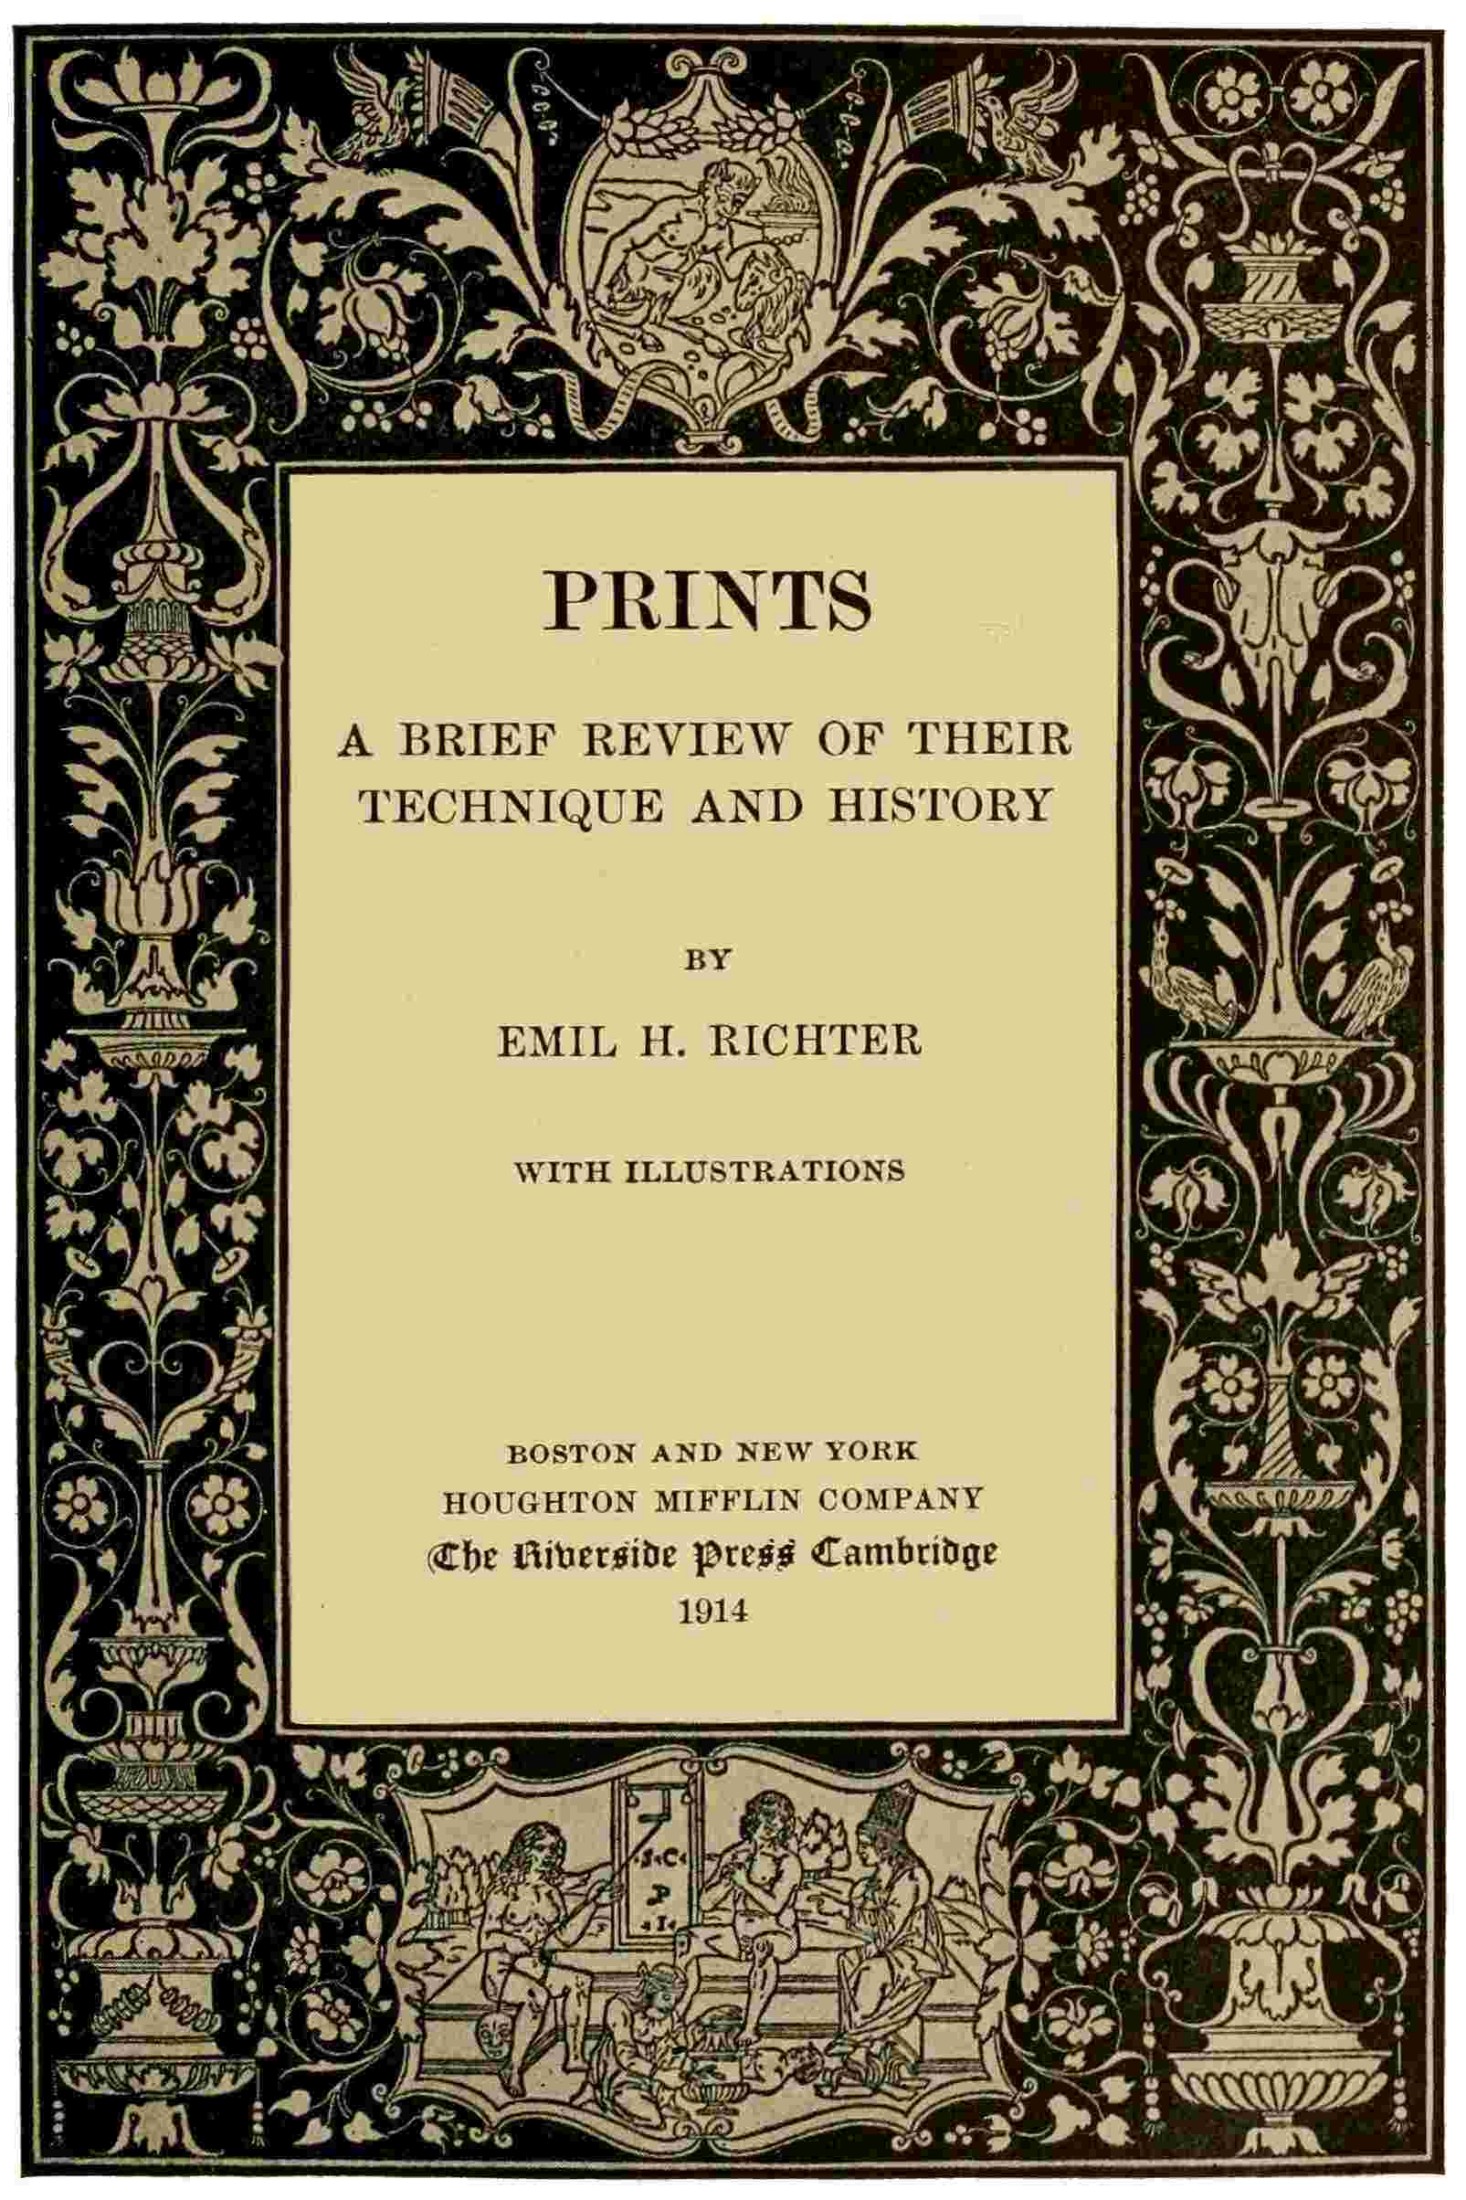 PRINTS
A BRIEF REVIEW OF THEIR
TECHNIQUE AND HISTORY
BY
EMIL H. RICHTER
WITH ILLUSTRATIONS
BOSTON AND NEW YORK
HOUGHTON MIFFLIN COMPANY
The Riverside Press Cambridge
1914